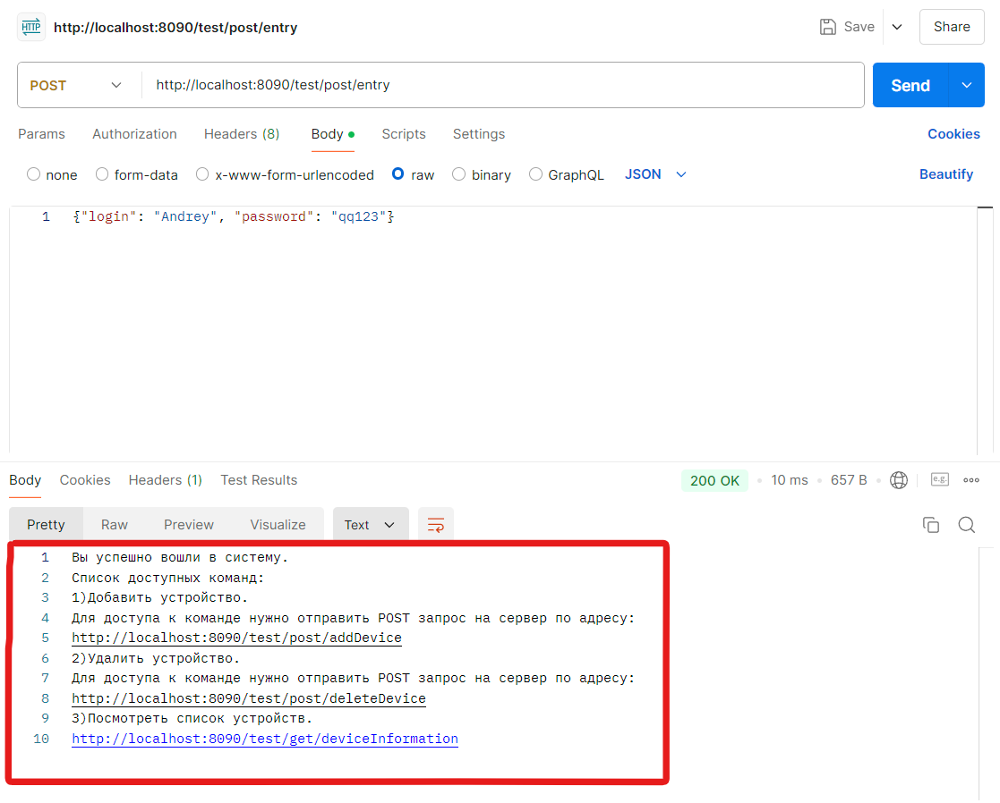 HTTP http://localhost:8090/test/post/entry Save Share
POST http://localhost:8090/test/post/entry Send
Params Authorization Headers (8) Body Scripts Settings Cookies
none form-data x-www-form-urlencoded raw binary GraphQL JSON Beautify
1 {"login": "Andrey", "password": "qq123"}
Body Cookies Headers (1) Test Results 200 OK 10 ms 657 B e.g.
Pretty Raw Preview Visualize Text
1 Вы успешно вошли в систему.
2 Список доступных команд:
3 1)Добавить устройство.
4 Для доступа к команде нужно отправить POST запрос на сервер по адресу:
5 http://localhost:8090/test/post/addDevice
6 2)Удалить устройство.
7 Для доступа к команде нужно отправить POST запрос на сервер по адресу:
8 http://localhost:8090/test/post/deleteDevice
9 3)Посмотреть список устройств.
10 http://localhost:8090/test/get/deviceInformation